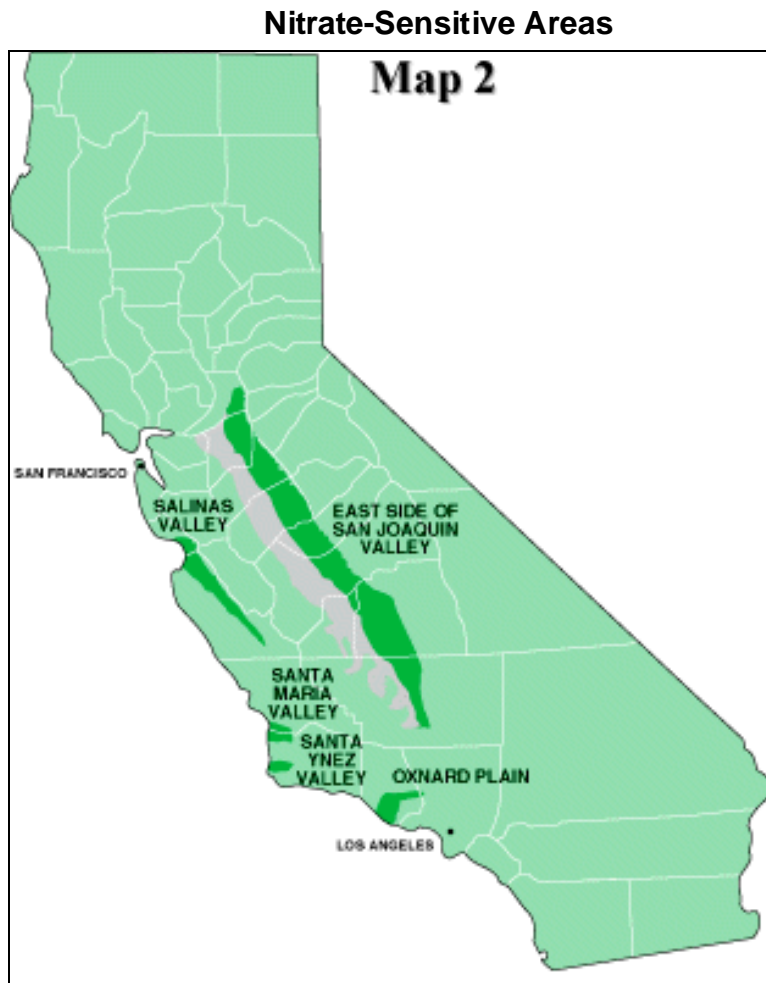 Nitrate-Sensitive Areas
Map 2
SAN FRANCISCO
SALINAS
VALLEY
EAST SIDE OF
SAN JOAQUIN
VALLEY
SANTA
MARIA
VALLEY
SANTA
YNEZ
VALLEY
OXNARD PLAIN
LOS ANGELES